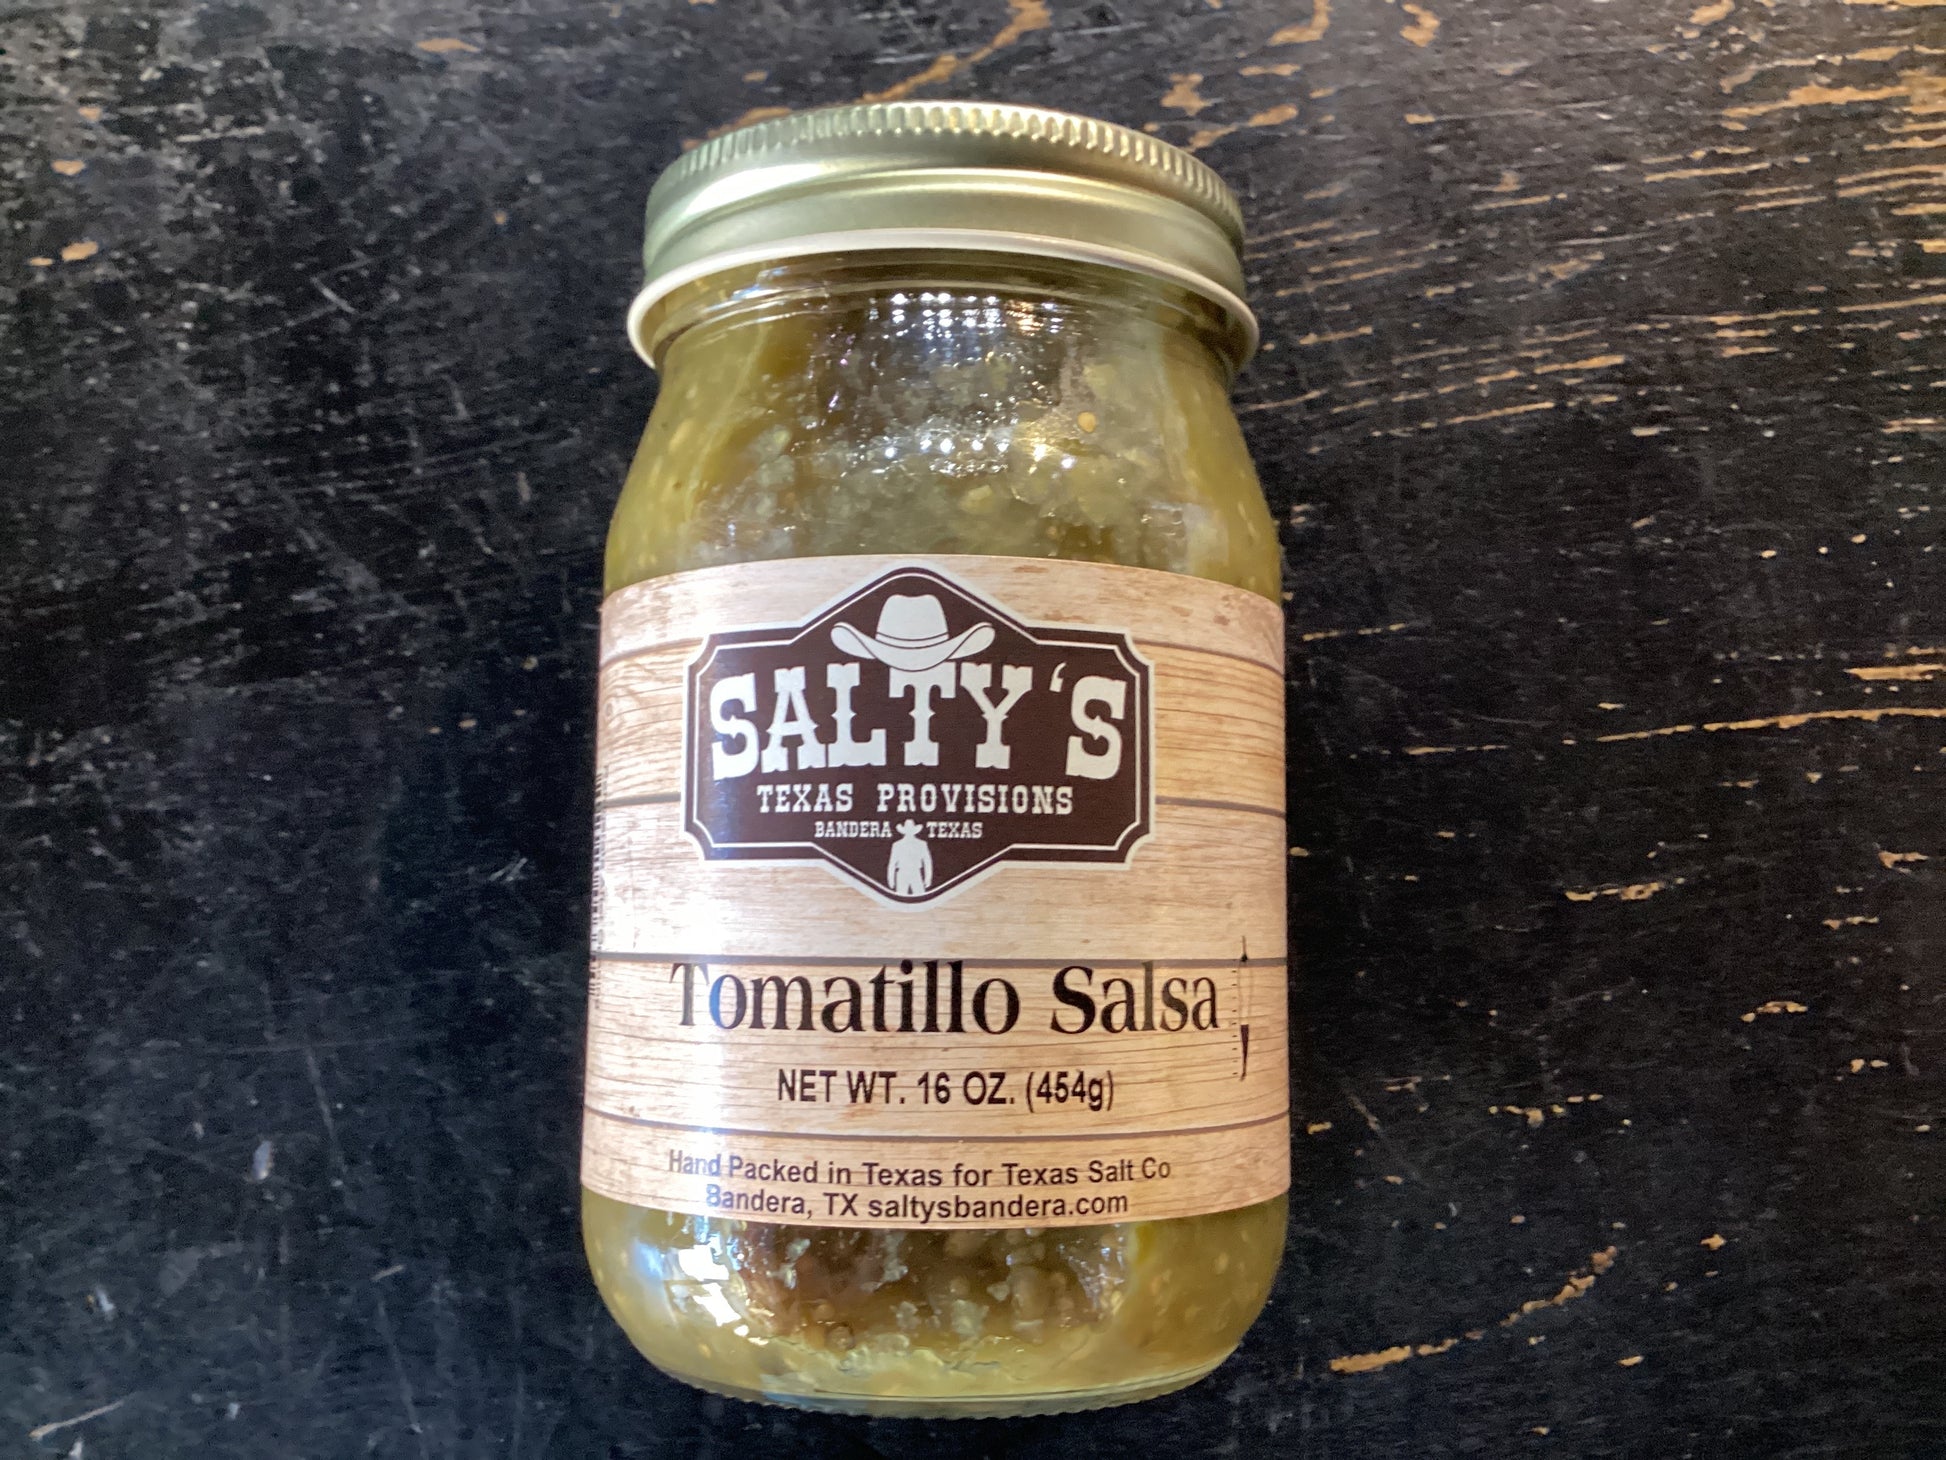 SALTY'S
TEXAS PROVISIONS
BANDERA TEXAS
Tomatillo Salsa
NET WT. 16 OZ. (454g)
Hand Packed in Texas for Texas Salt Co
Bandera, TX saltysbandera.com